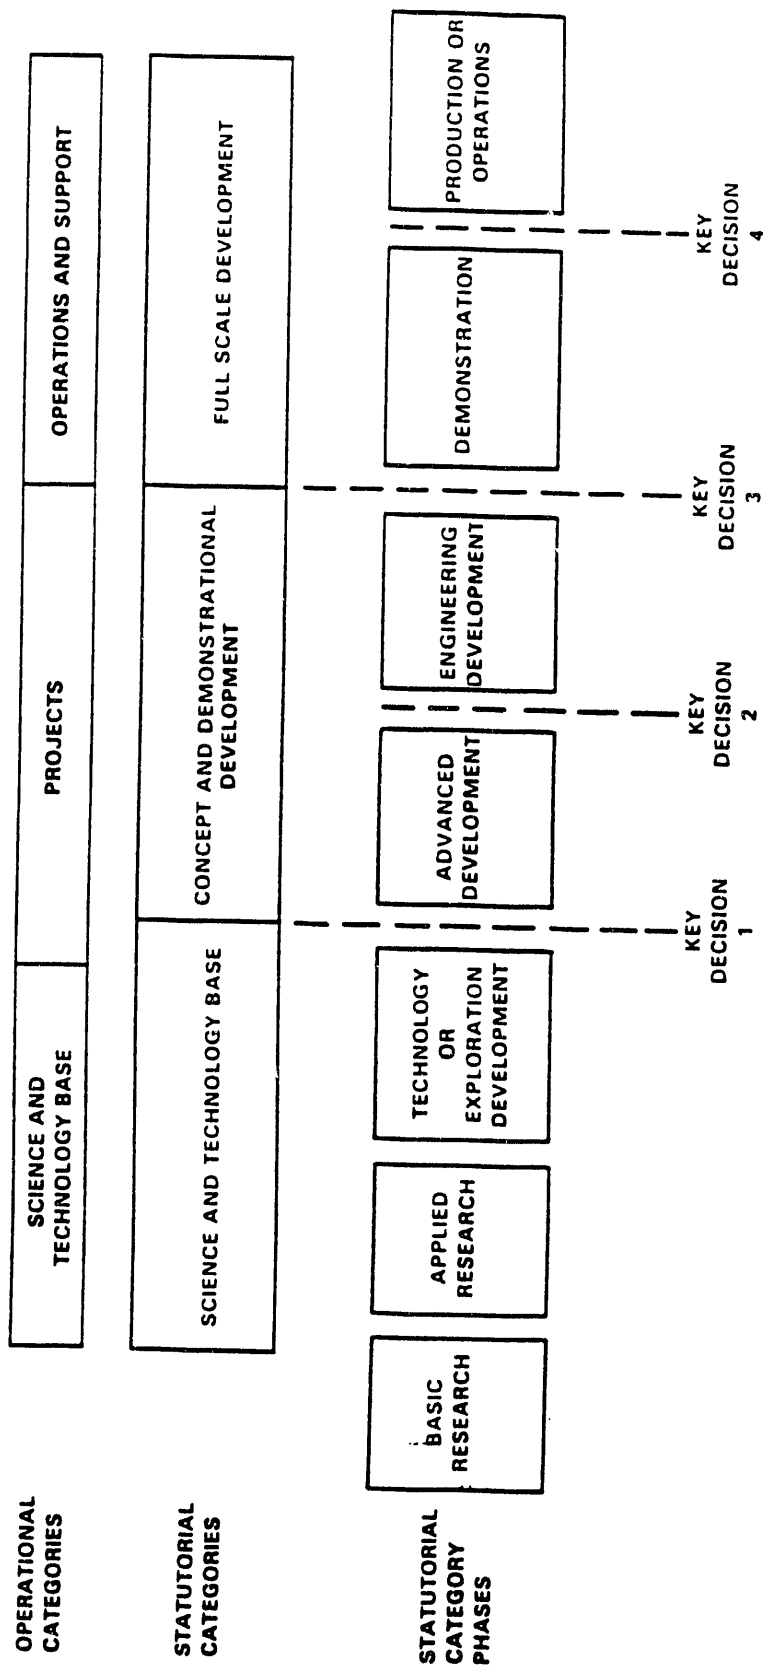 OPERATIONAL
CATEGORIES
SCIENCE AND
TECHNOLOGY BASE
PROJECTS
OPERATIONS AND SUPPORT
STATUTORIAL
CATEGORIES
SCIENCE AND TECHNOLOGY BASE
CONCEPT AND DEMONSTRATIONAL
DEVELOPMENT
FULL SCALE DEVELOPMENT
STATUTORIAL
CATEGORY
PHASES
BASIC
RESEARCH
APPLIED
RESEARCH
TECHNOLOGY
OR
EXPLORATION
DEVELOPMENT
ADVANCED
DEVELOPMENT
ENGINEERING
DEVELOPMENT
DEMONSTRATION
PRODUCTION OR
OPERATIONS
KEY
DECISION
1
KEY
DECISION
2
KEY
DECISION
3
KEY
DECISION
4